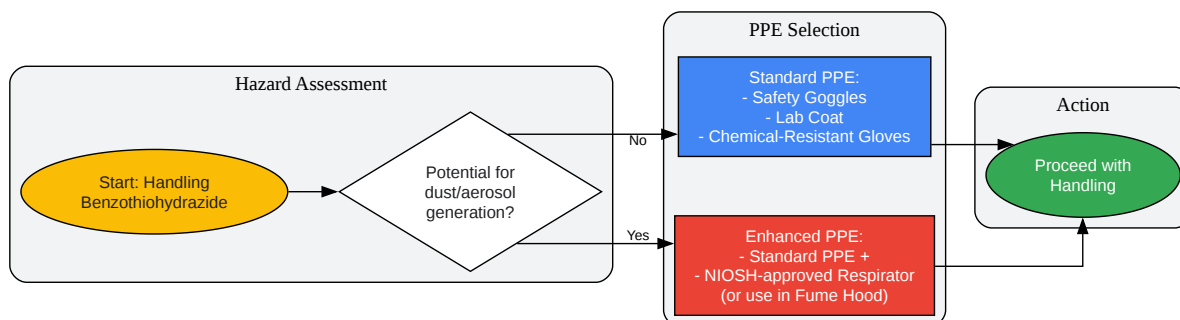 Hazard Assessment
Start: Handling
Benzothiohydrazide
Potential for
dust/aerosol
generation?
No
Yes
PPE Selection
Standard PPE:
- Safety Goggles
- Lab Coat
- Chemical-Resistant Gloves
Enhanced PPE:
- Standard PPE +
- NIOSH-approved Respirator
(or use in Fume Hood)
Action
Proceed with
Handling